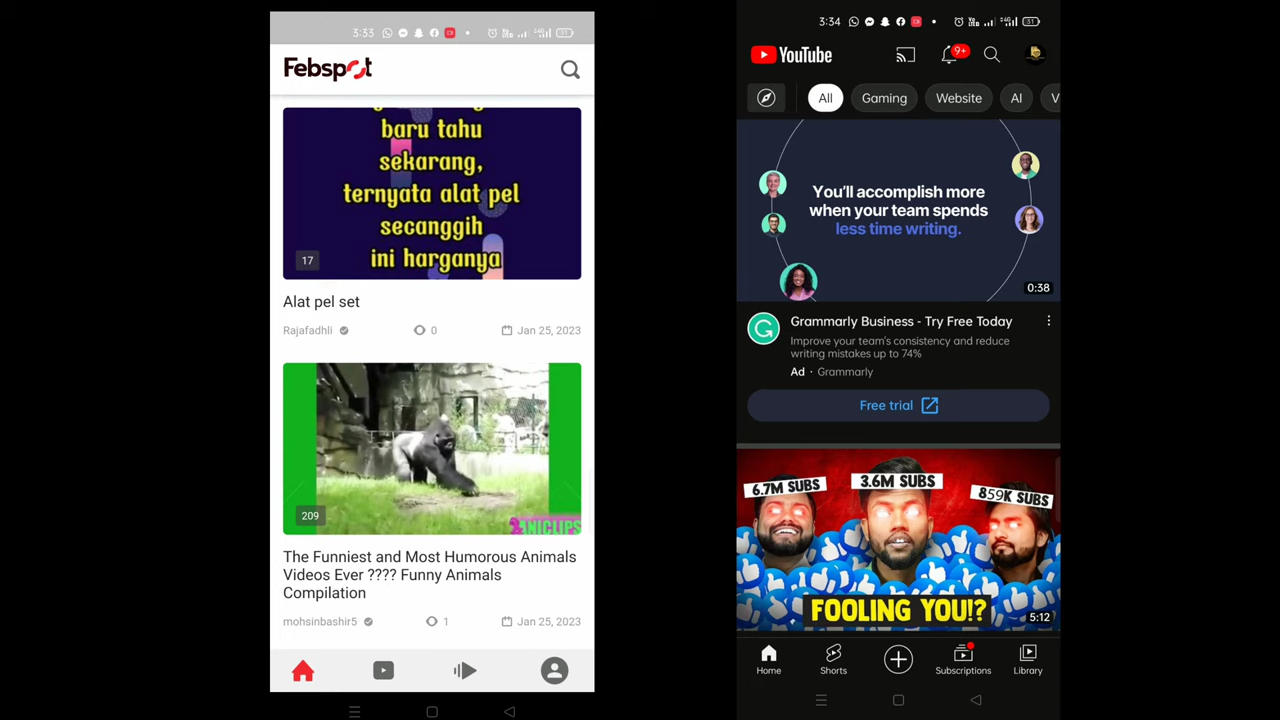 3:33
31
Febspot
baru tahu
sekarang,
ternyata alat pel
secanggih
ini harganya
17
Alat pel set
Rajafadhli
0
Jan 25, 2023
209
The Funniest and Most Humorous Animals
Videos Ever ???? Funny Animals
Compilation
mohsinbashir5
1
Jan 25, 2023
3:34
31
YouTube
9+
All
Gaming
Website
AI
V
You'll accomplish more
when your team spends
less time writing.
0:38
Grammarly Business - Try Free Today
Improve your team's consistency and reduce
writing mistakes up to 74%
Ad · Grammarly
Free trial
6.7M SUBS
3.6M SUBS
859K SUBS
FOOLING YOU!?
5:12
Home
Shorts
Subscriptions
Library